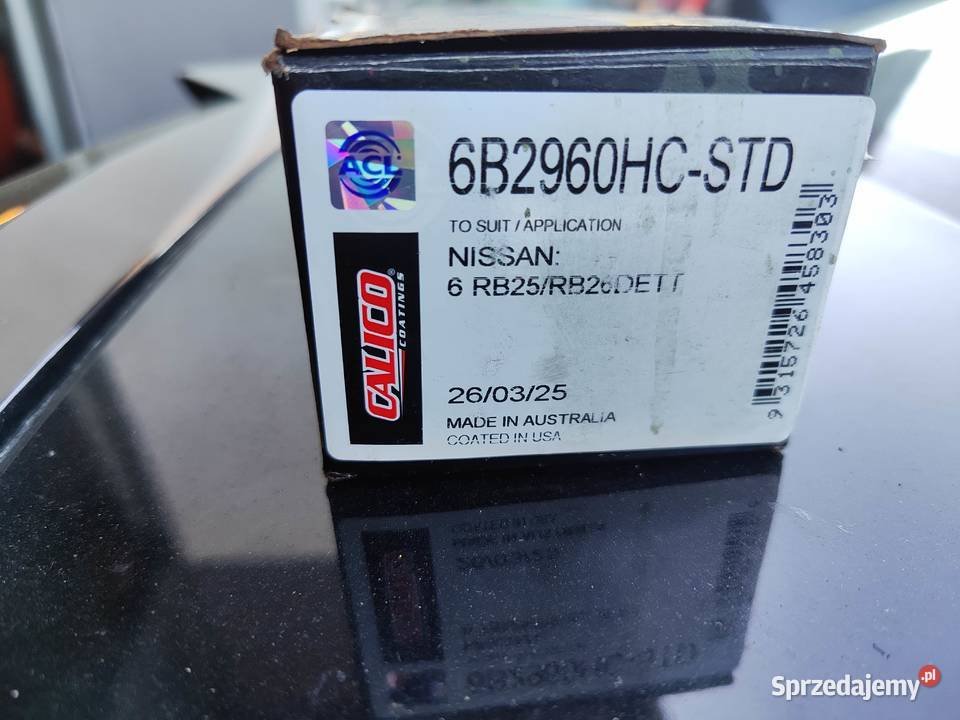 ACL
6B2960HC-STD
TO SUIT / APPLICATION
NISSAN:
6 RB25/RB26DETT
CALICO®
COATINGS
26/03/25
MADE IN AUSTRALIA
COATED IN USA
9 315726 458303
Sprzedajemy.pl